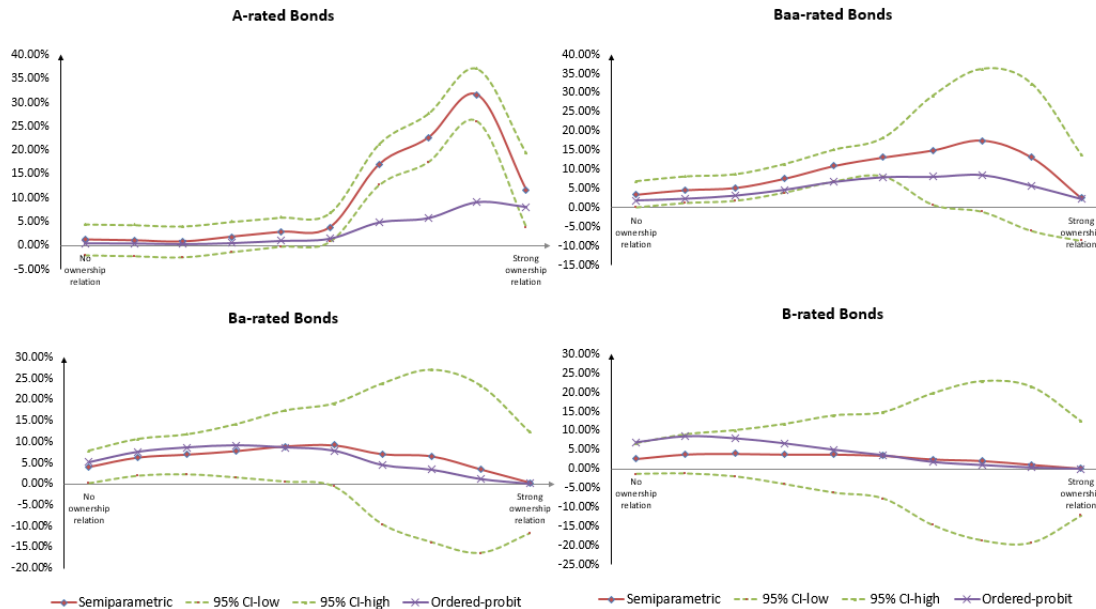 A-rated Bonds
40.00%
35.00%
30.00%
25.00%
20.00%
15.00%
10.00%
5.00%
0.00%
-5.00%
No
ownership
relation
Strong
ownership
relation
Baa-rated Bonds
40.00%
35.00%
30.00%
25.00%
20.00%
15.00%
10.00%
5.00%
0.00%
-5.00%
-10.00%
-15.00%
No
ownership
relation
Strong
ownership
relation
Ba-rated Bonds
30.00%
25.00%
20.00%
15.00%
10.00%
5.00%
0.00%
-5.00%
-10.00%
-15.00%
-20.00%
No
ownership
relation
Strong
ownership
relation
B-rated Bonds
30.00%
25.00%
20.00%
15.00%
10.00%
5.00%
0.00%
-5.00%
-10.00%
-15.00%
-20.00%
-25.00%
No
ownership
relation
Strong
ownership
relation
Semiparametric 95% CI-low 95% CI-high Ordered-probit
Semiparametric 95% CI-low 95% CI-high Ordered-probit